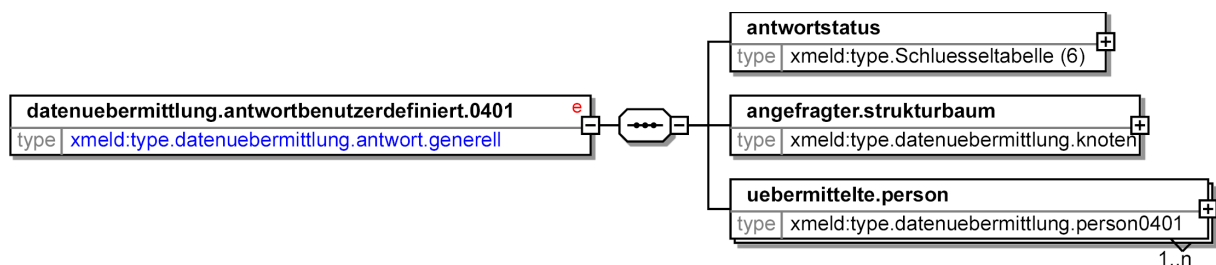 antwortstatus
type xmeld:type.Schluesseltabelle (6)
datenuebermittlung.antwortbenutzerdefiniert.0401 e
type xmeld:type.datenuebermittlung.antwort.generell
angefragter.strukturbaum
type xmeld:type.datenuebermittlung.knoten
uebermittelte.person
type xmeld:type.datenuebermittlung.person0401
1..n